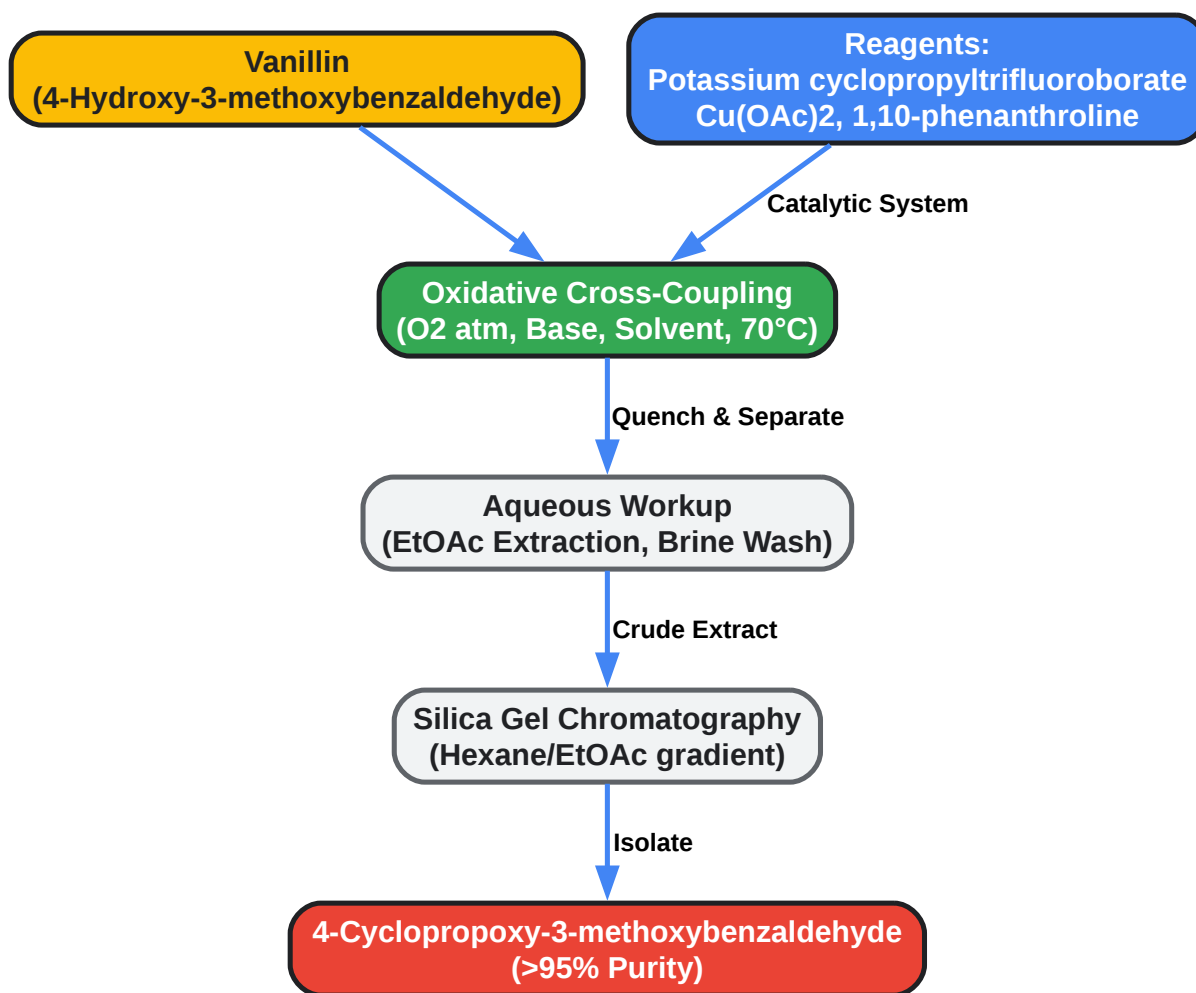 Vanillin
(4-Hydroxy-3-methoxybenzaldehyde)
Reagents:
Potassium cyclopropyltrifluoroborate
Cu(OAc)2, 1,10-phenanthroline
Catalytic System
Oxidative Cross-Coupling
(O2 atm, Base, Solvent, 70°C)
Quench & Separate
Aqueous Workup
(EtOAc Extraction, Brine Wash)
Crude Extract
Silica Gel Chromatography
(Hexane/EtOAc gradient)
Isolate
4-Cyclopropoxy-3-methoxybenzaldehyde
(>95% Purity)